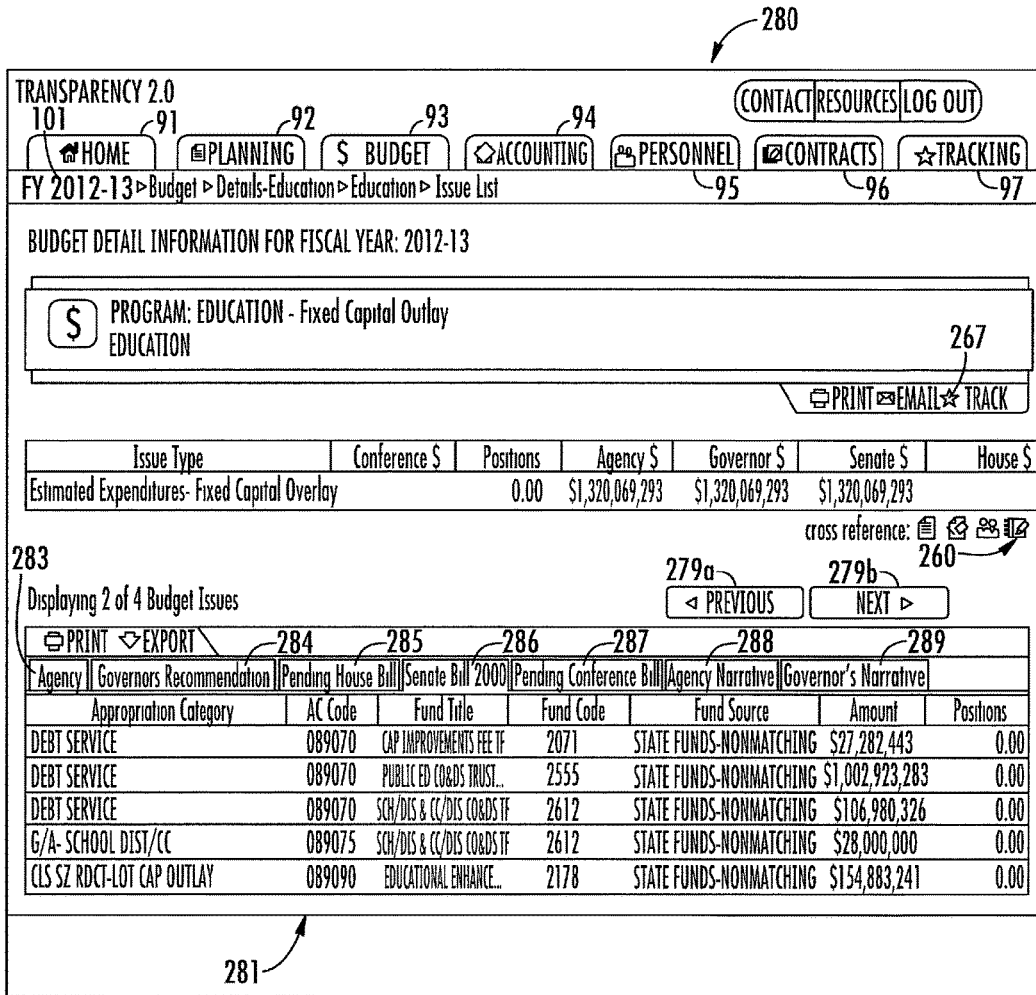 280
TRANSPARENCY 2.0
CONTACT RESOURCES LOG OUT
101 91 92 93 94
HOME PLANNING $ BUDGET ACCOUNTING PERSONNEL CONTRACTS TRACKING
FY 2012-13 ▹ Budget ▹ Details-Education ▹ Education ▹ Issue List
95 96 97
BUDGET DETAIL INFORMATION FOR FISCAL YEAR: 2012-13
$ PROGRAM: EDUCATION - Fixed Capital Outlay
EDUCATION
267
PRINT EMAIL TRACK
Issue Type Conference $ Positions Agency $ Governor $ Senate $ House $
Estimated Expenditures- Fixed Capital Overlay 0.00 $1,320,069,293 $1,320,069,293 $1,320,069,293
cross reference:
260
283
279a 279b
Displaying 2 of 4 Budget Issues
◃ PREVIOUS NEXT ▹
PRINT EXPORT
284 285 286 287 288 289
Agency Governors Recommendation Pending House Bill Senate Bill 2000 Pending Conference Bill Agency Narrative Governor's Narrative
Appropriation Category AC Code Fund Title Fund Code Fund Source Amount Positions
DEBT SERVICE 089070 CAP IMPROVEMENTS FEE TF 2071 STATE FUNDS-NONMATCHING $27,282,443 0.00
DEBT SERVICE 089070 PUBLIC ED CO&DS TRUST... 2555 STATE FUNDS-NONMATCHING $1,002,923,283 0.00
DEBT SERVICE 089070 SCH/DIS & CC/DIS CO&DS TF 2612 STATE FUNDS-NONMATCHING $106,980,326 0.00
G/A- SCHOOL DIST/CC 089075 SCH/DIS & CC/DIS CO&DS TF 2612 STATE FUNDS-NONMATCHING $28,000,000 0.00
CLS SZ RDCT-LOT CAP OUTLAY 089090 EDUCATIONAL ENHANCE... 2178 STATE FUNDS-NONMATCHING $154,883,241 0.00
281